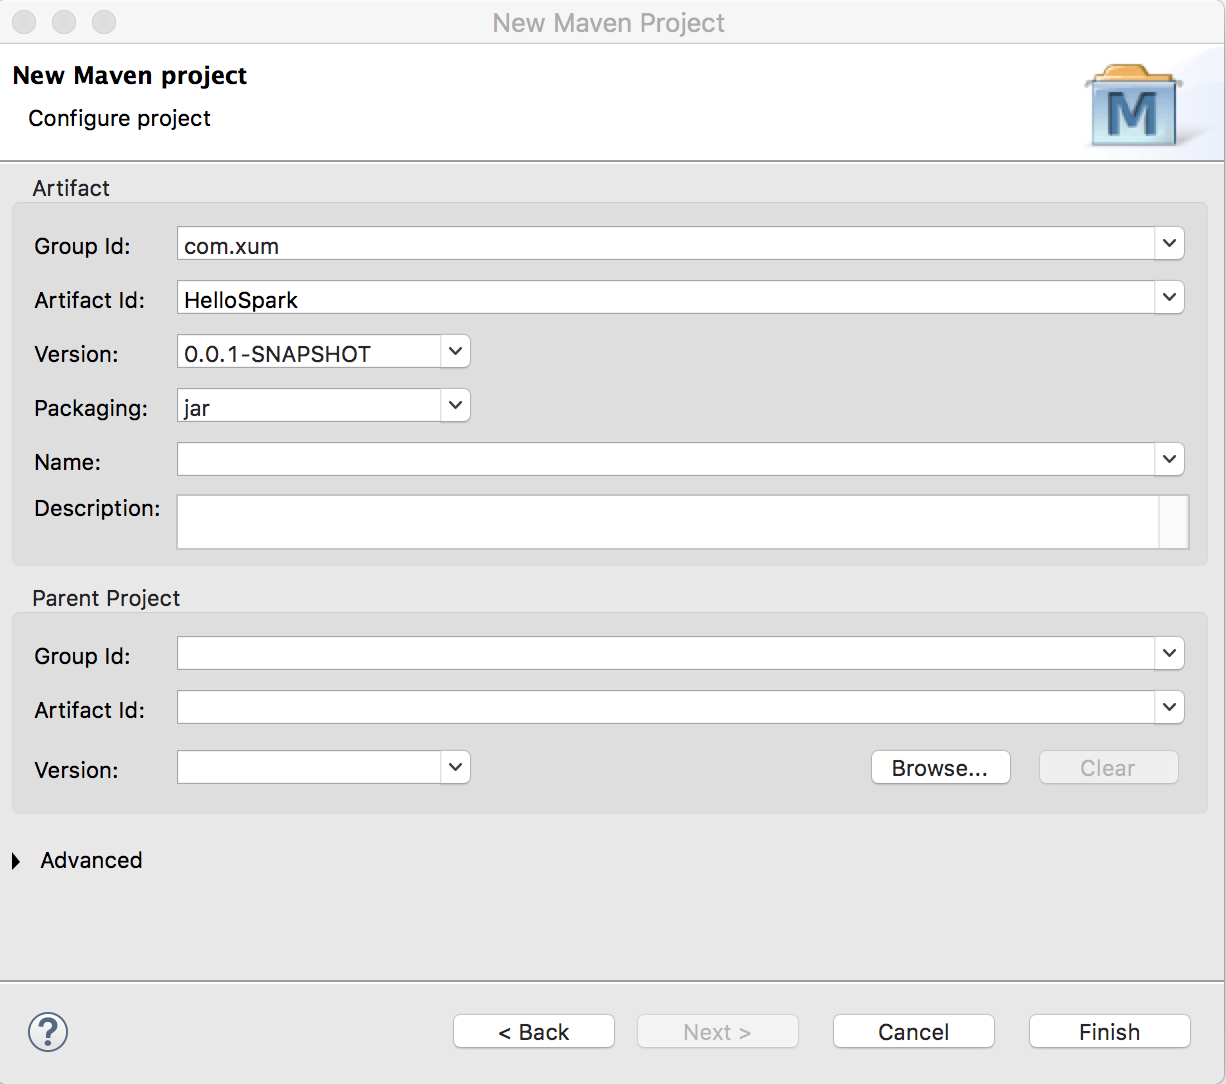 New Maven Project
New Maven project
Configure project
M
Artifact
Group Id: com.xum
Artifact Id: HelloSpark
Version: 0.0.1-SNAPSHOT
Packaging: jar
Name:
Description:
Parent Project
Group Id:
Artifact Id:
Version: Browse... Clear
Advanced
? < Back Next > Cancel Finish